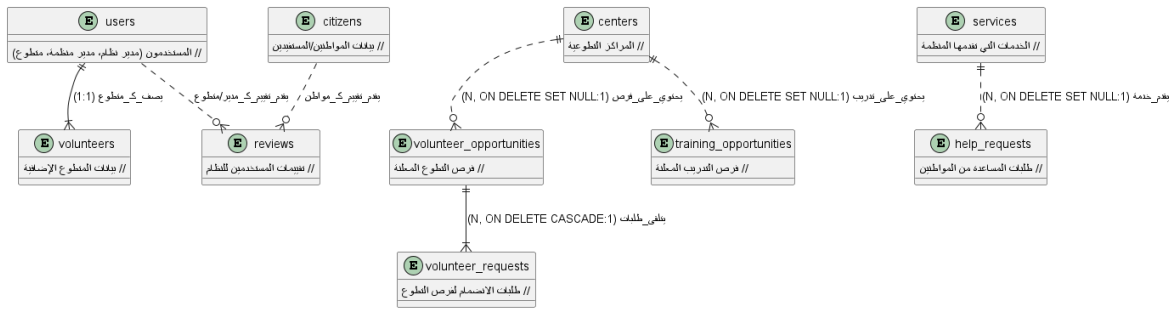 E users
// المستخدمون (مدير نظام، مدير منظمة، متطوع)
E citizens
// بيانات المواطنين/المستفيدين
E centers
// المراكز التطوعية
E services
// الخدمات التي تقدمها المنظمة
يصف_كـ_متطوع (1:1)
يقدم_تقييم_كـ_مدير/متطوع
يقدم_تقييم_كـ_مواطن
يحتوي_على_فرص (N, ON DELETE SET NULL:1)
يحتوي_على_تدريب (N, ON DELETE SET NULL:1)
يقدم_خدمة (N, ON DELETE SET NULL:1)
E volunteers
// بيانات المتطوع الإضافية
E reviews
// تقييمات المستخدمين للنظام
E volunteer_opportunities
// فرص التطوع المعلنة
E training_opportunities
// فرص التدريب المعلنة
E help_requests
// طلبات المساعدة من المواطنين
يتلقى_طلبات (N, ON DELETE CASCADE:1)
E volunteer_requests
// طلبات الانضمام لفرص التطوع